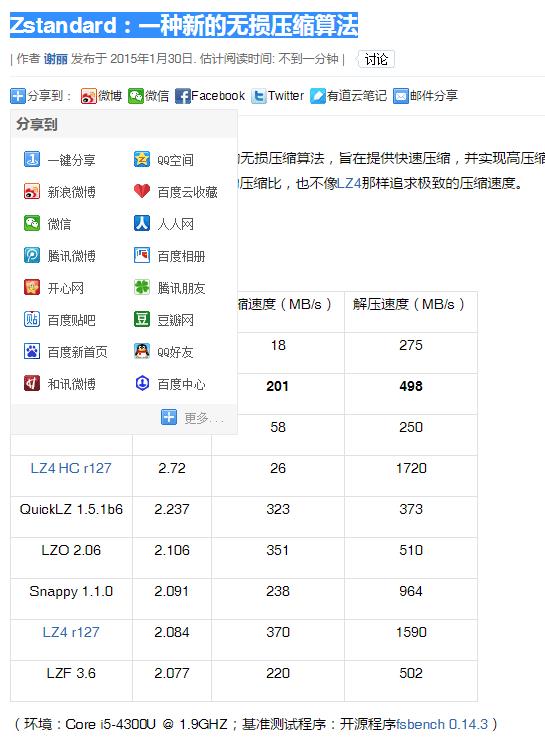 Zstandard：一种新的无损压缩算法
| 作者 谢丽 发布于 2015年1月30日. 估计阅读时间: 不到一分钟 | 讨论
分享到： 微博 微信 Facebook Twitter 有道云笔记 邮件分享
分享到
的无损压缩算法，旨在提供快速压缩，并实现高压缩
一键分享 QQ空间
压缩比，也不像LZ4那样追求极致的压缩速度。
新浪微博 百度云收藏
微信 人人网
腾讯微博 百度相册
开心网 腾讯朋友
缩速度（MB/s） 解压速度（MB/s）
百度贴吧 豆瓣网
18 275
百度新首页 QQ好友
和讯微博 百度中心
201 498
更多...
58 250
LZ4 HC r127 2.72 26 1720
QuickLZ 1.5.1b6 2.237 323 373
LZO 2.06 2.106 351 510
Snappy 1.1.0 2.091 238 964
LZ4 r127 2.084 370 1590
LZF 3.6 2.077 220 502
（环境：Core i5-4300U @ 1.9GHZ；基准测试程序：开源程序fsbench 0.14.3）